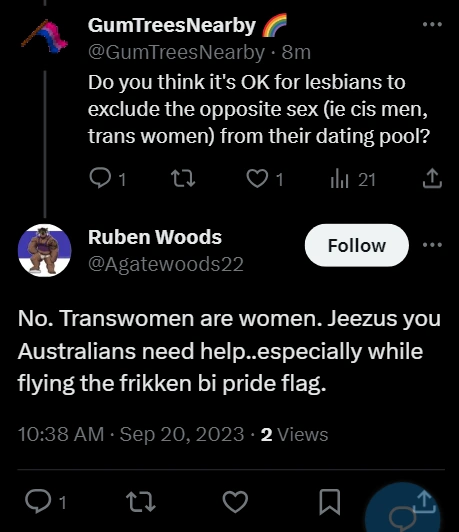 GumTreesNearby 🌈
@GumTreesNearby · 8m
Do you think it's OK for lesbians to
exclude the opposite sex (ie cis men,
trans women) from their dating pool?
1 1 21
Ruben Woods
@Agatewoods22
Follow
No. Transwomen are women. Jeezus you
Australians need help..especially while
flying the frikken bi pride flag.
10:38 AM · Sep 20, 2023 · 2 Views
1